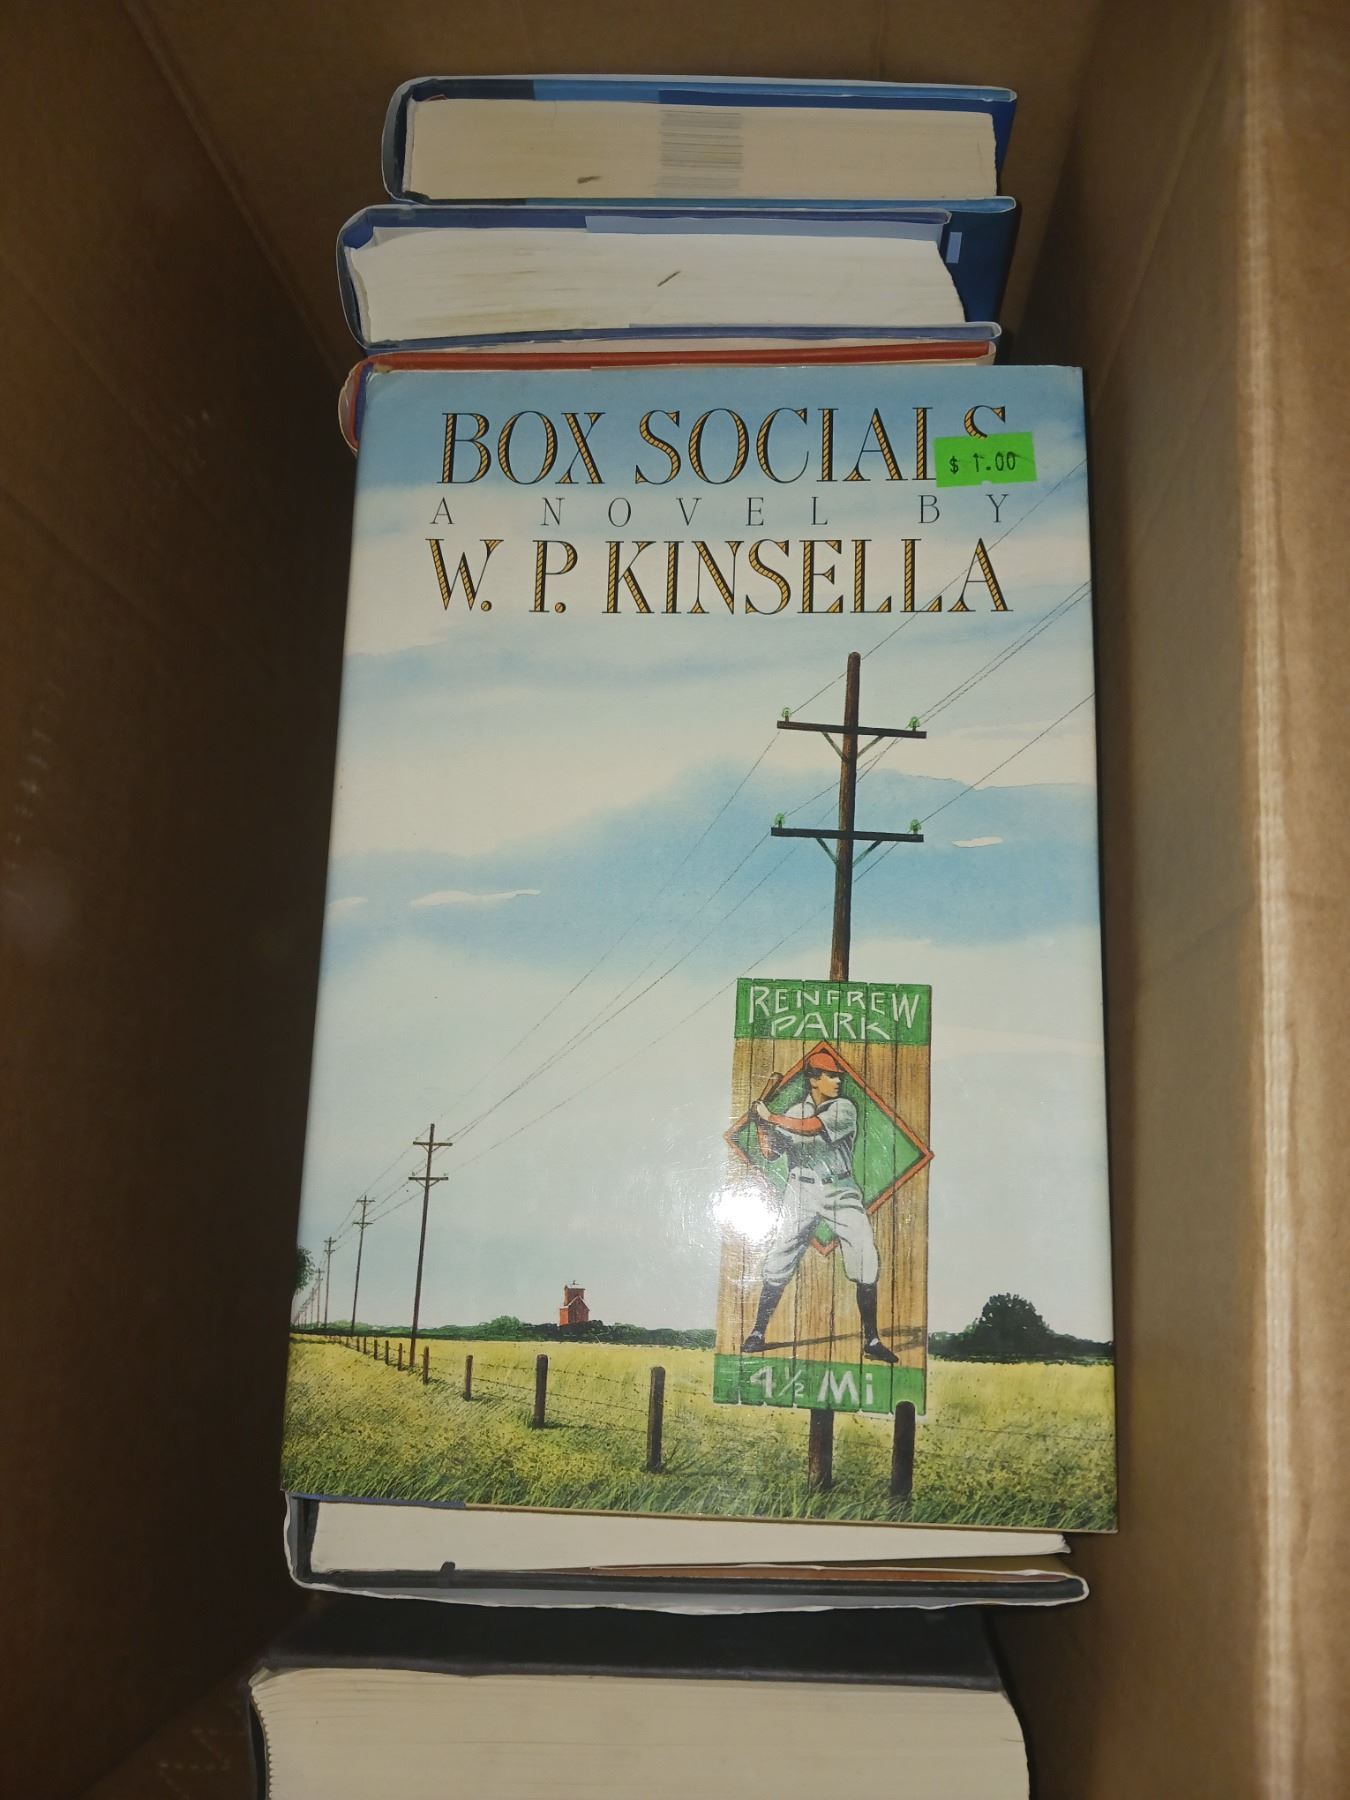 BOX SOCIALS
$ 1.00
A NOVEL BY
W. P. KINSELLA
RENFREW
PARK
4½ Mi